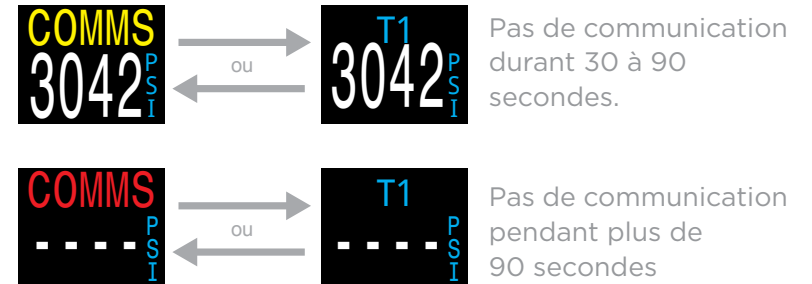 COMMS
3042 PSI
ou
T1
3042 PSI
Pas de communication
durant 30 à 90
secondes.
COMMS
- - - - PSI
ou
T1
- - - - PSI
Pas de communication
pendant plus de
90 secondes